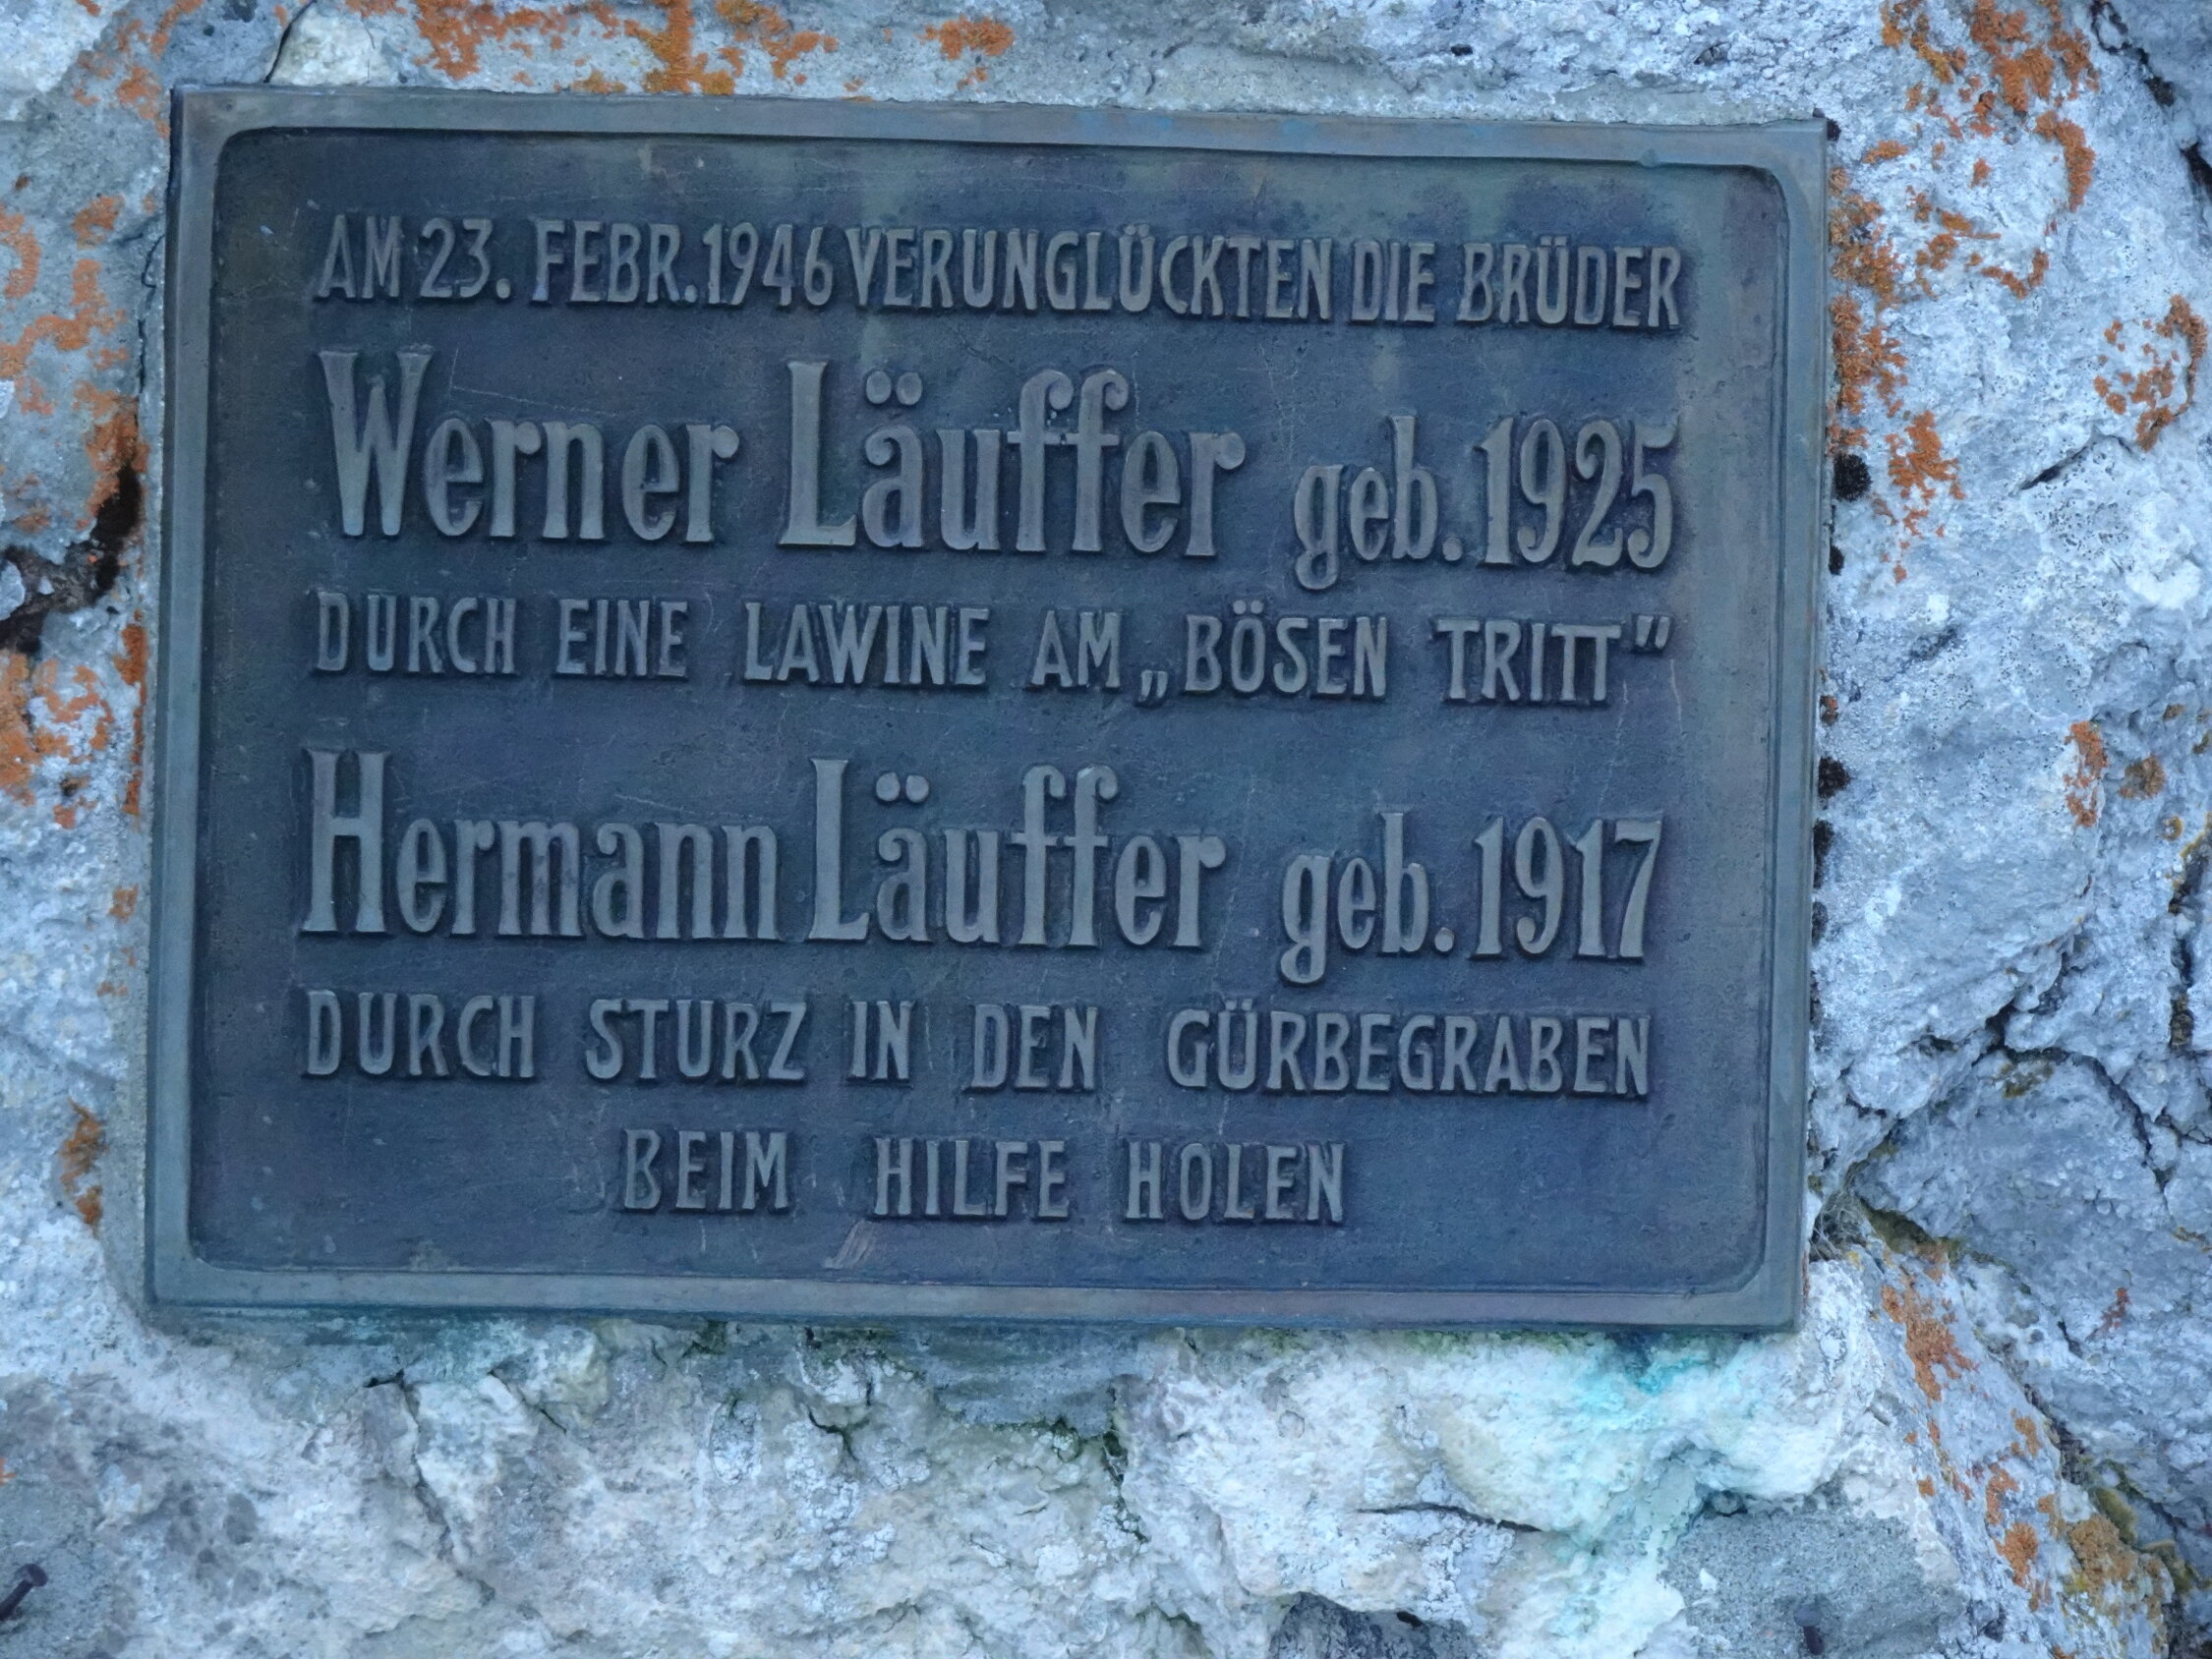 AM 23. FEBR. 1946 VERUNGLÜCKTEN DIE BRÜDER
Werner Läuffer geb. 1925
DURCH EINE LAWINE AM „BÖSEN TRITT”
Hermann Läuffer geb. 1917
DURCH STURZ IN DEN GÜRBEGRABEN
BEIM HILFE HOLEN